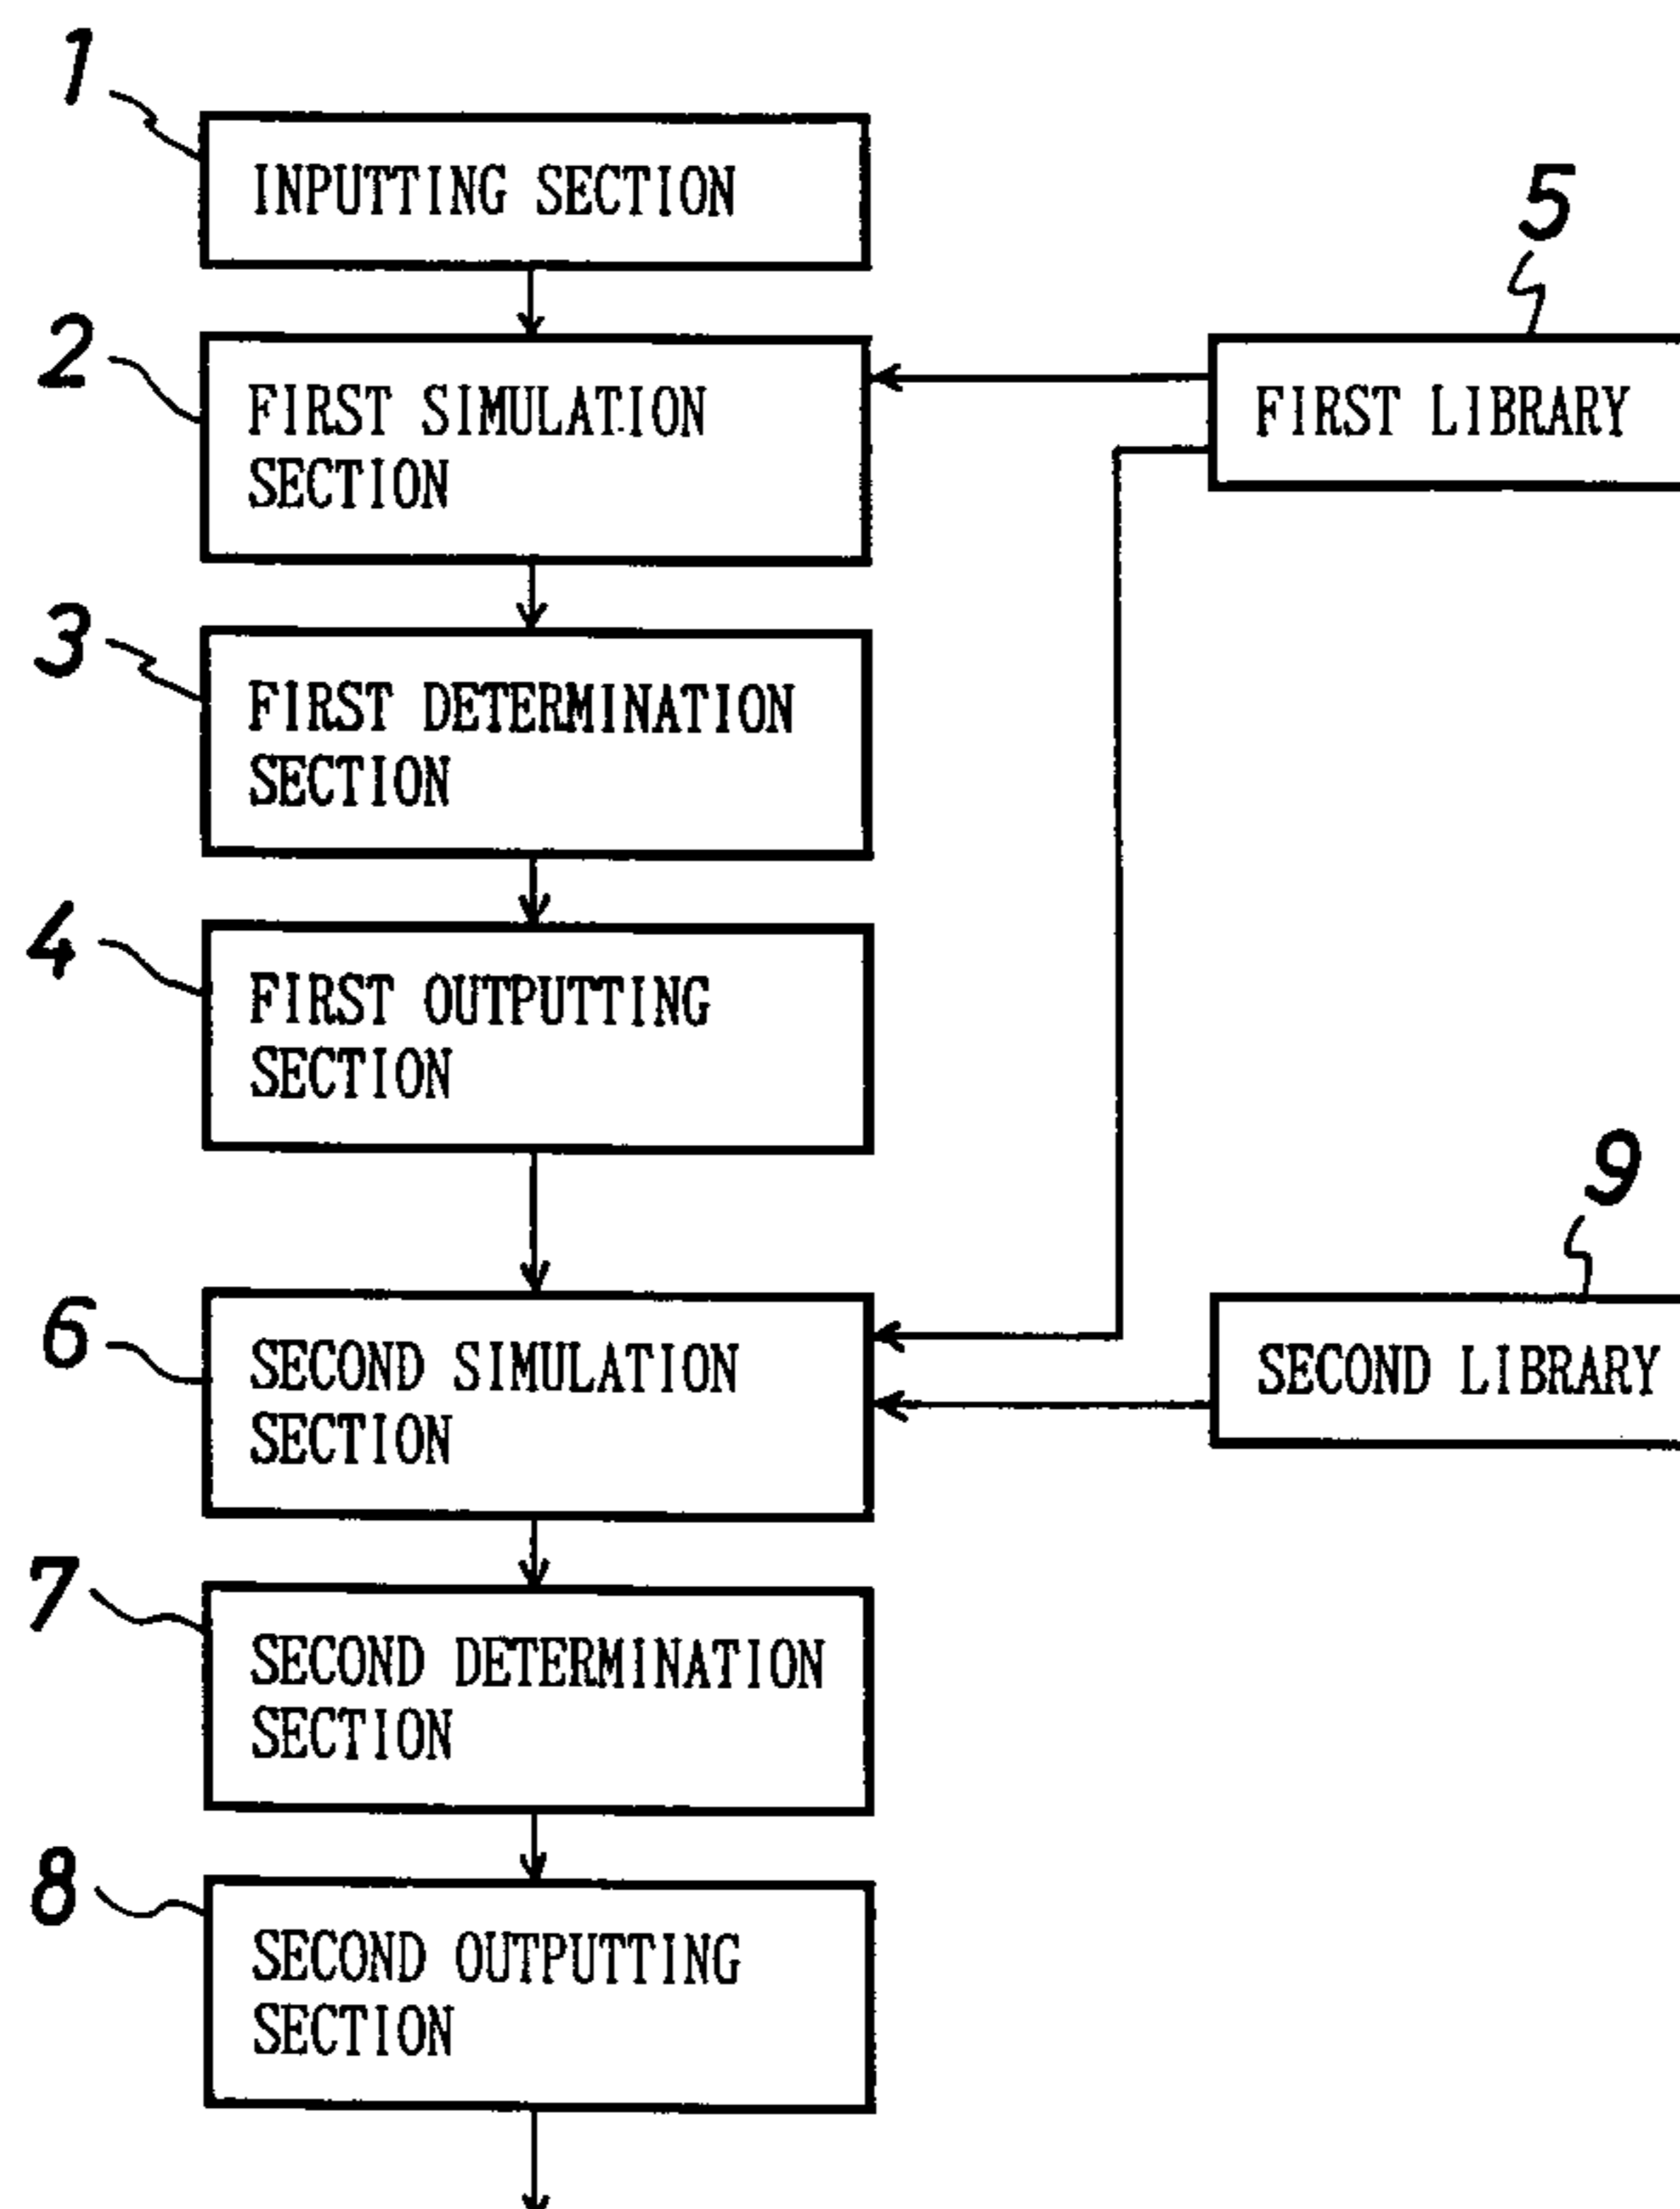 1
INPUTTING SECTION
5
2
FIRST SIMULATION
SECTION
FIRST LIBRARY
3
FIRST DETERMINATION
SECTION
4
FIRST OUTPUTTING
SECTION
9
6
SECOND SIMULATION
SECTION
SECOND LIBRARY
7
SECOND DETERMINATION
SECTION
8
SECOND OUTPUTTING
SECTION